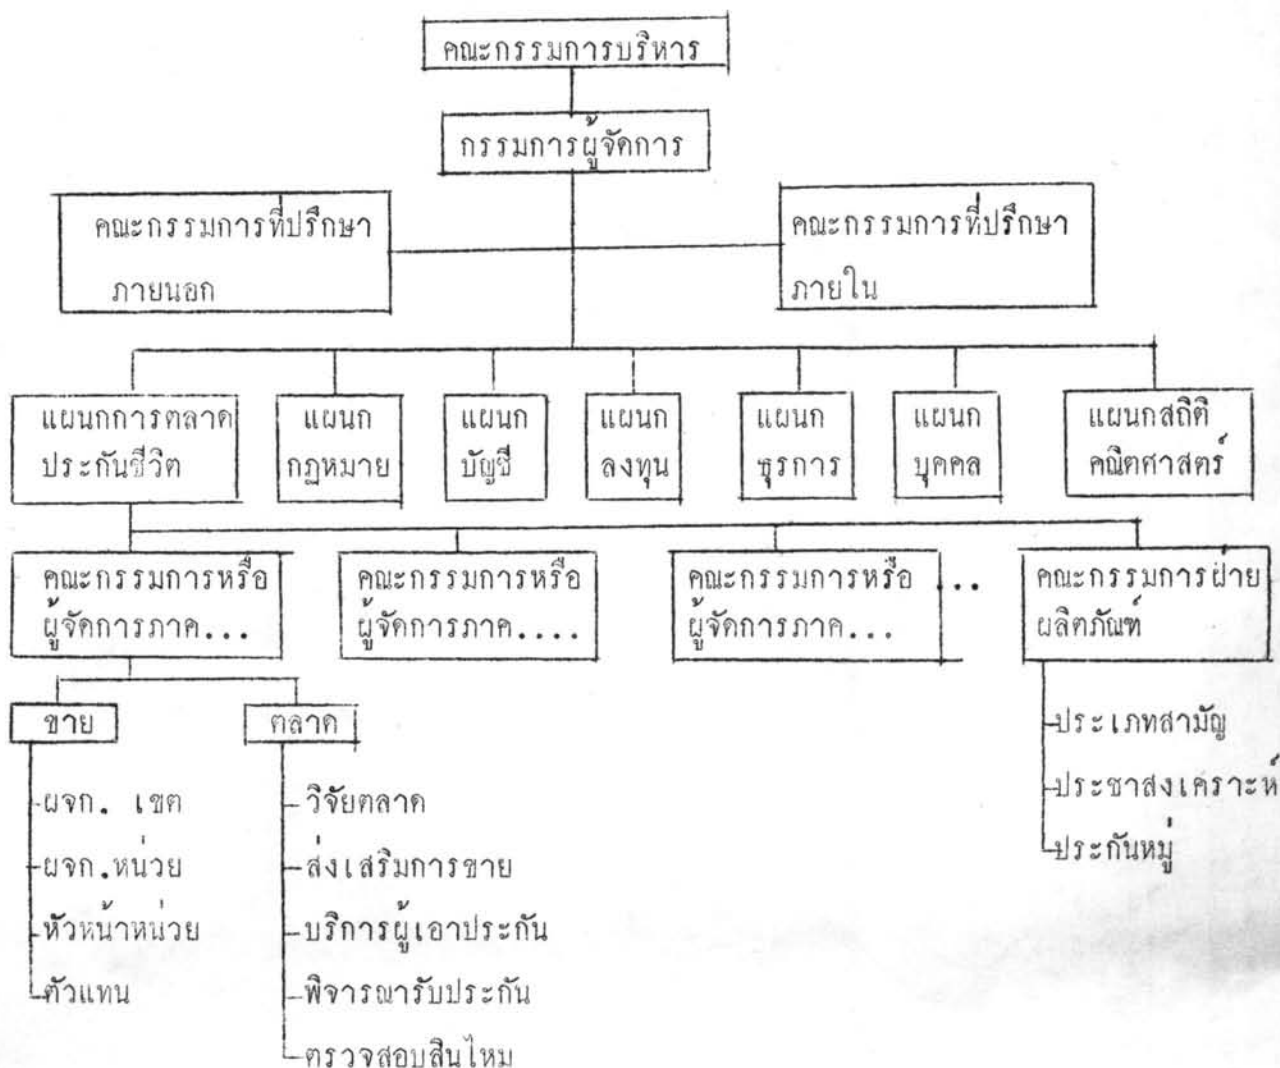 คณะกรรมการบริหาร
กรรมการผู้จัดการ
คณะกรรมการที่ปรึกษา
ภายนอก
คณะกรรมการที่ปรึกษา
ภายใน
แผนกการตลาด
ประกันชีวิต
แผนก
กฎหมาย
แผนก
บัญชี
แผนก
ลงทุน
แผนก
ธุรการ
แผนก
บุคคล
แผนกสถิติ
คณิตศาสตร์
คณะกรรมการหรือ
ผู้จัดการภาค...
คณะกรรมการหรือ
ผู้จัดการภาค....
คณะกรรมการหรือ ...
ผู้จัดการภาค...
คณะกรรมการฝ่าย
ผลิตภัณฑ์
ขาย
ผจก. เขต
ผจก.หน่วย
หัวหน้าหน่วย
ตัวแทน
ตลาด
วิจัยตลาด
ส่งเสริมการขาย
บริการผู้เอาประกัน
พิจารณารับประกัน
ตรวจสอบสินไหม
ประเภทสามัญ
ประชาสงเคราะห์
ประกันหมู่